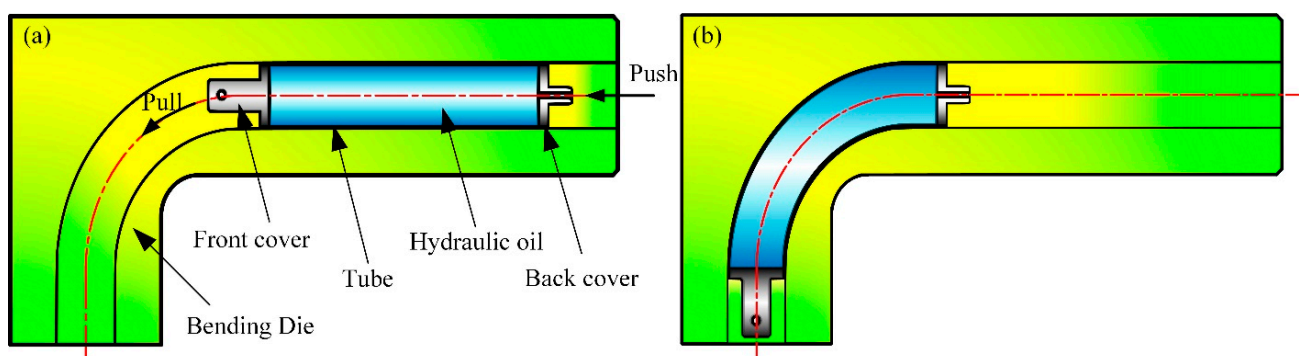 (a)
Push
Pull
Front cover
Hydraulic oil
Back cover
Tube
Bending Die
(b)